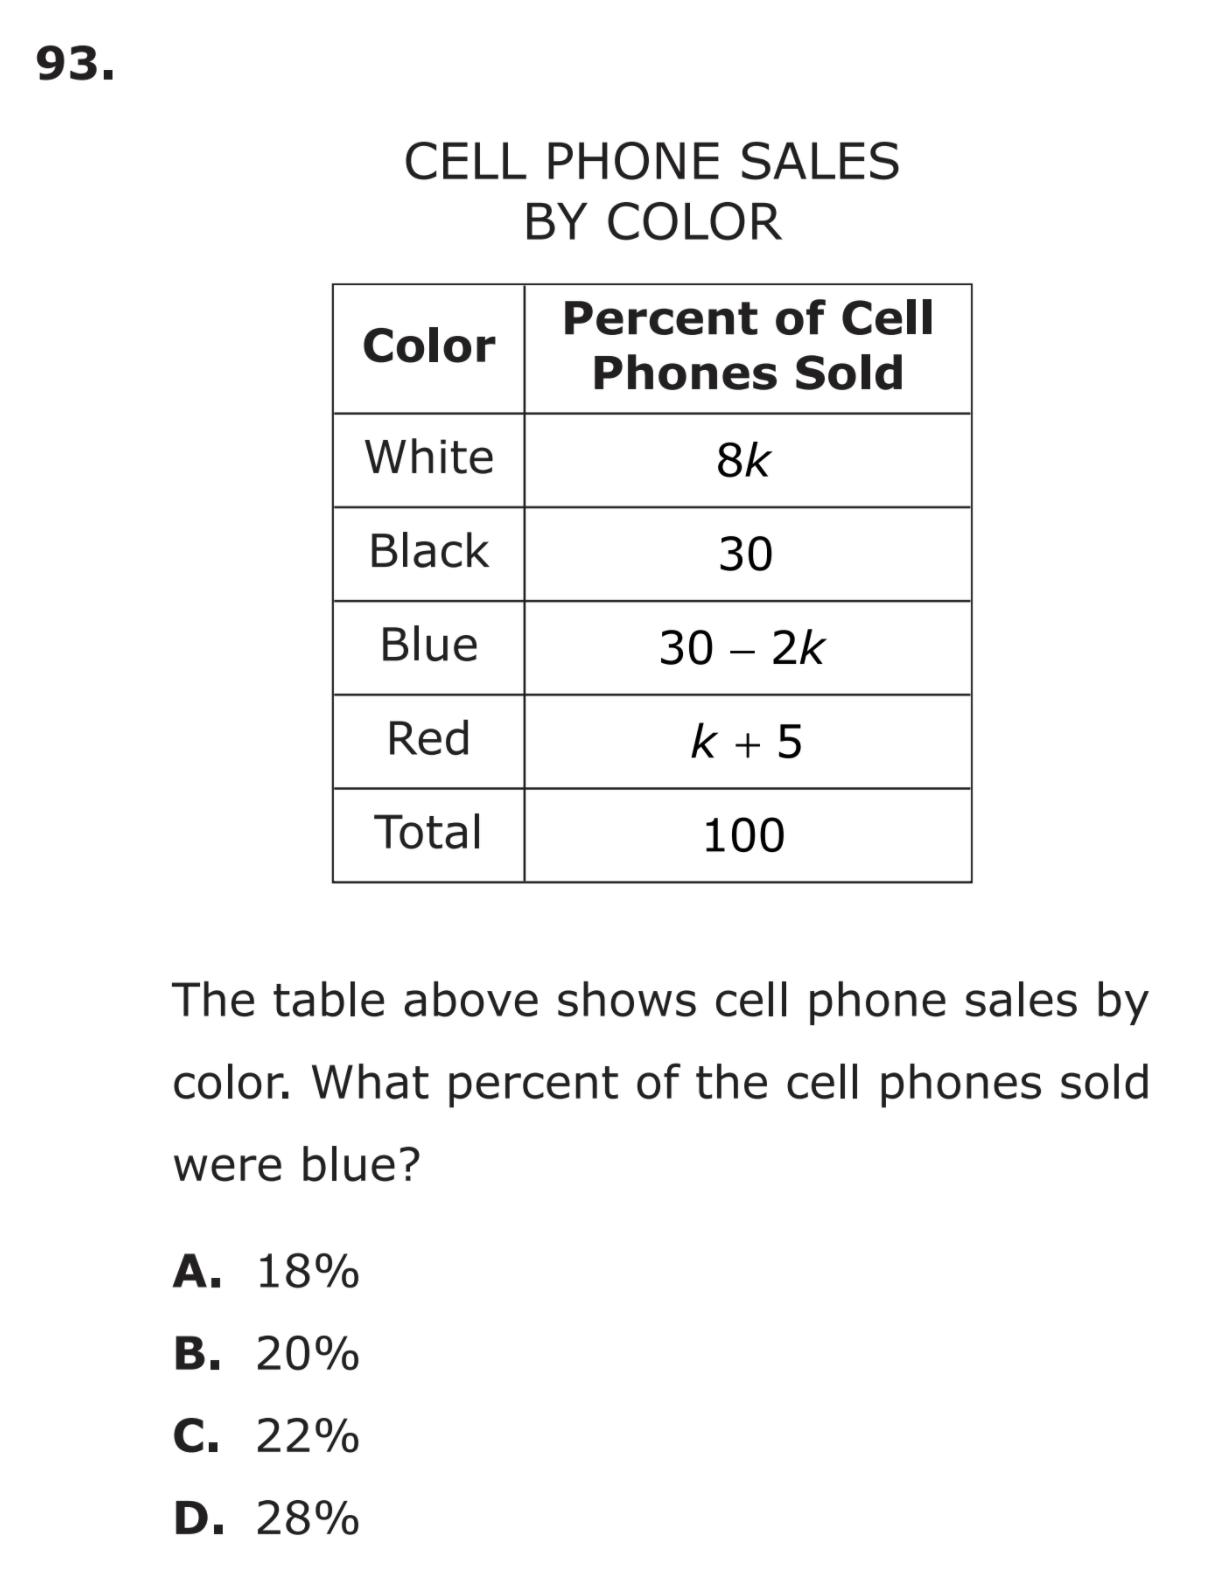 93.
CELL PHONE SALES
BY COLOR
Color
Percent of Cell
Phones Sold
White 8k
Black 30
Blue 30 – 2k
Red k + 5
Total 100
The table above shows cell phone sales by
color. What percent of the cell phones sold
were blue?
A. 18%
B. 20%
C. 22%
D. 28%